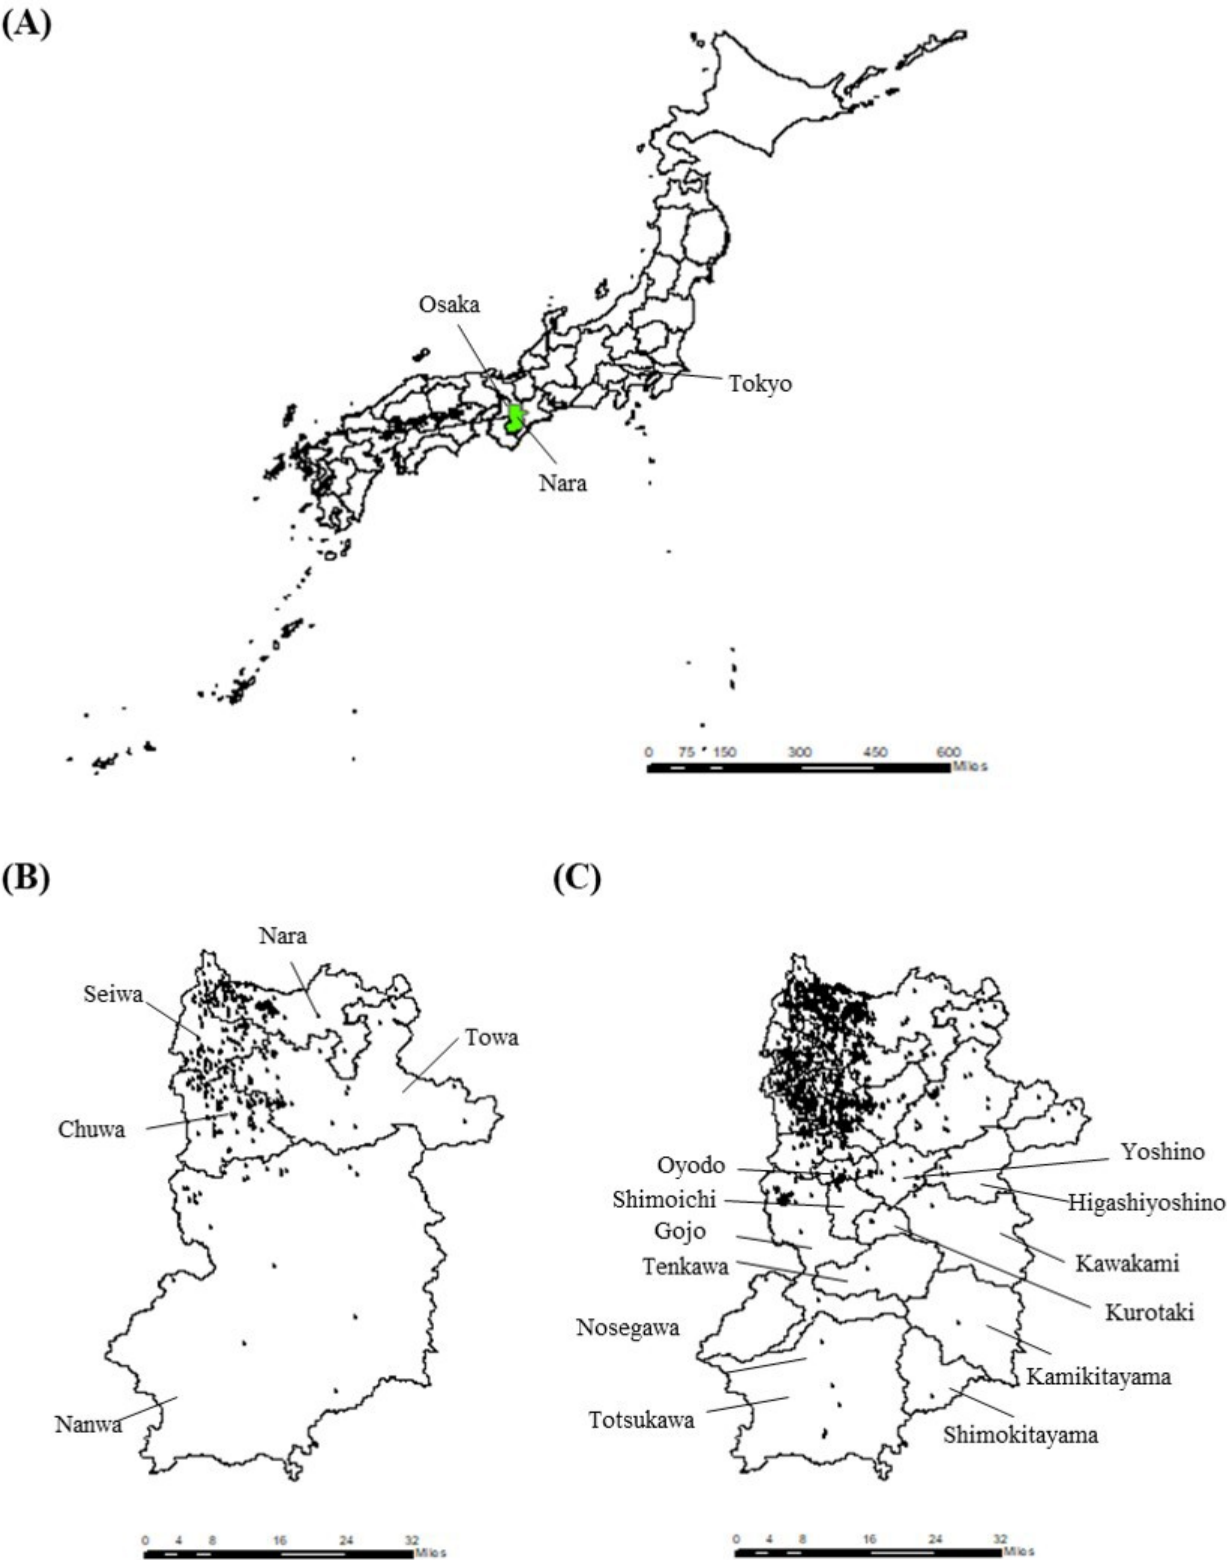 (A)
Osaka
Tokyo
Nara
0 75 150 300 450 600
Miles
(B)
(C)
Nara
Seiwa
Towa
Chuwa
Nanwa
0 4 8 16 24 32
Miles
Oyodo
Yoshino
Shimoichi
Higashiyoshino
Gojo
Tenkawa
Kawakami
Kurotaki
Nosegawa
Kamikitayama
Totsukawa
Shimokitayama
0 4 8 16 24 32
Miles